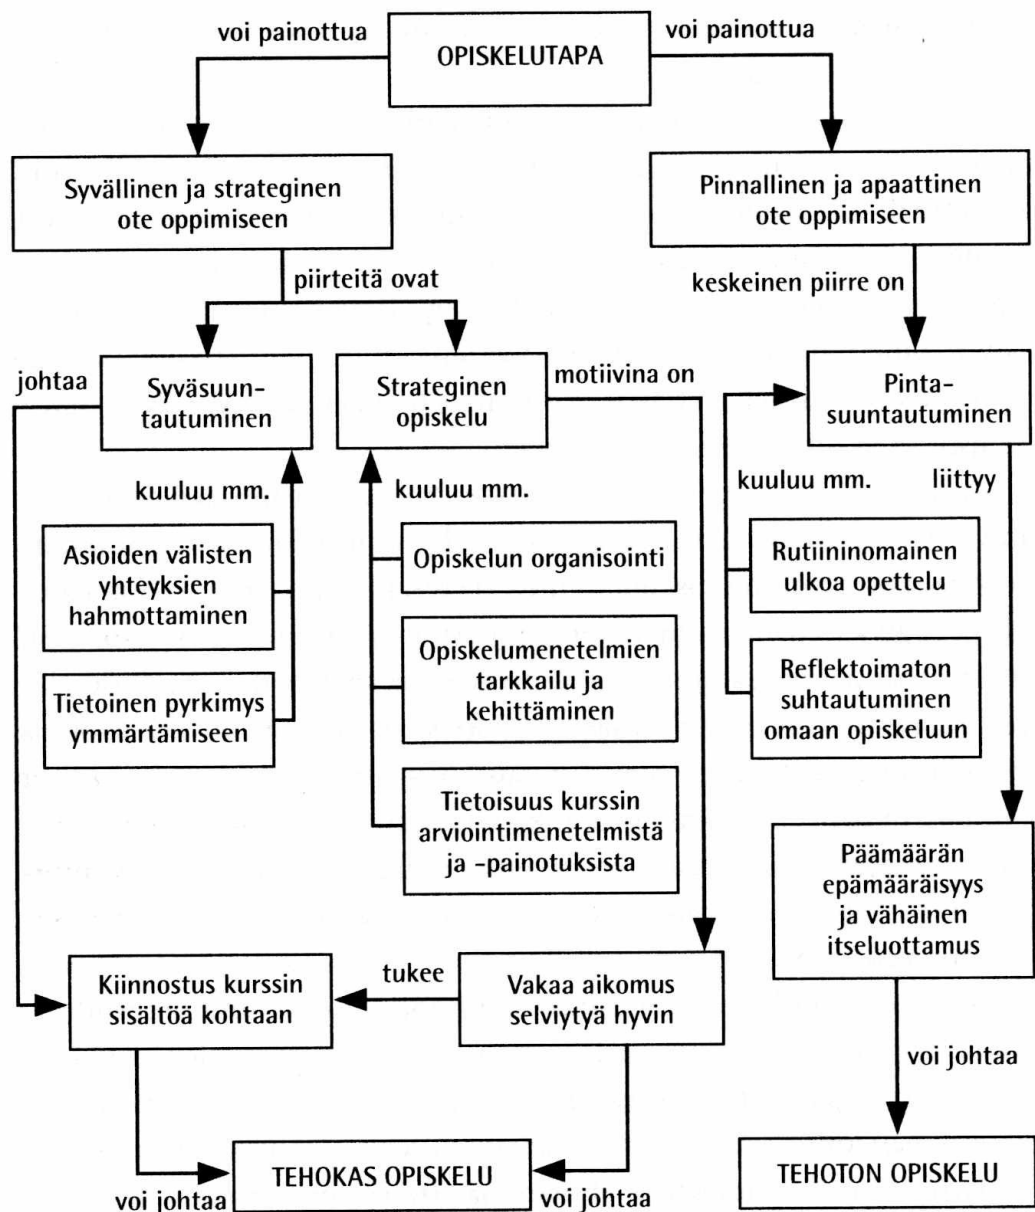 voi painottua
OPISKELUTAPA
voi painottua
Syvällinen ja strateginen
ote oppimiseen
Pinnallinen ja apaattinen
ote oppimiseen
piirteitä ovat
keskeinen piirre on
johtaa
Syväsuun-
tautuminen
Strateginen
opiskelu
motiivina on
Pinta-
suuntautuminen
kuuluu mm.
kuuluu mm.
kuuluu mm.
liittyy
Asioiden välisten
yhteyksien
hahmottaminen
Opiskelun organisointi
Rutiininomainen
ulkoa opettelu
Tietoinen pyrkimys
ymmärtämiseen
Opiskelumenetelmien
tarkkailu ja
kehittäminen
Reflektoimaton
suhtautuminen
omaan opiskeluun
Tietoisuus kurssin
arviointimenetelmistä
ja -painotuksista
Päämäärän
epämääräisyys
ja vähäinen
itseluottamus
Kiinnostus kurssin
sisältöä kohtaan
tukee
Vakaa aikomus
selviytyä hyvin
voi johtaa
voi johtaa
TEHOKAS OPISKELU
voi johtaa
TEHOTON OPISKELU